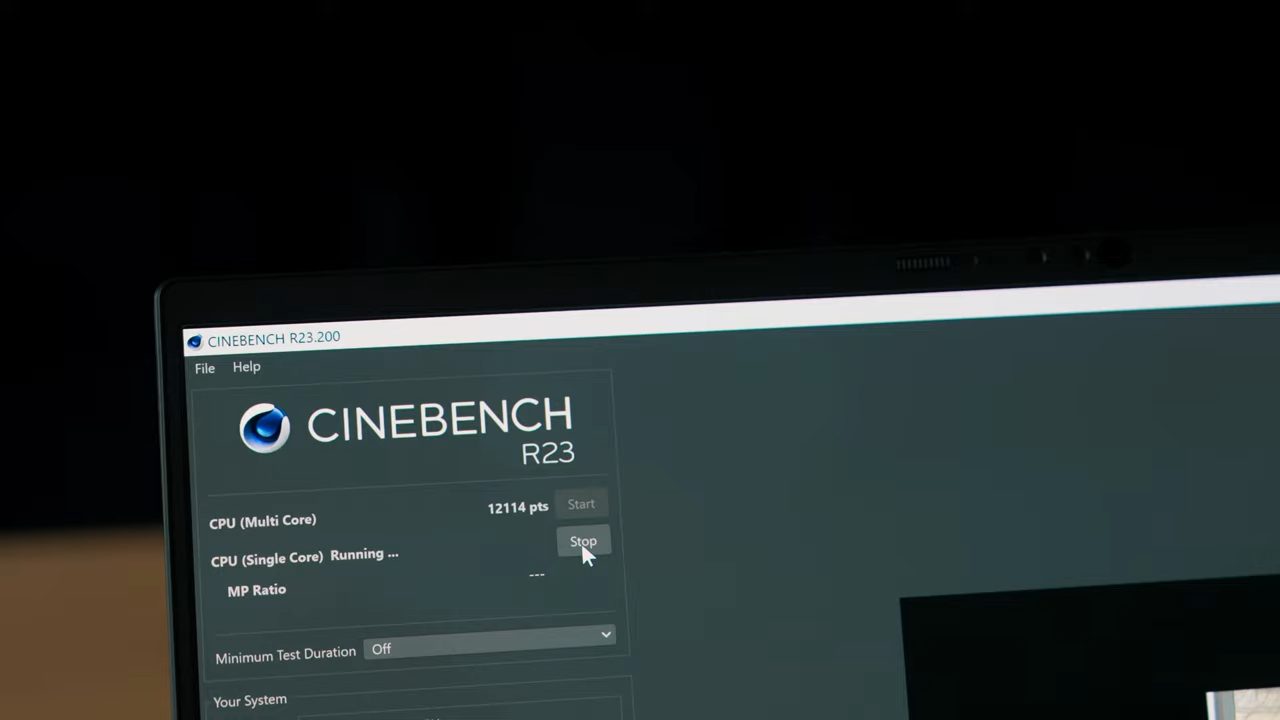 CINEBENCH R23.200
File Help
CINEBENCH
R23
CPU (Multi Core) 12114 pts Start
CPU (Single Core) Running ... Stop
MP Ratio ---
Minimum Test Duration Off
Your System